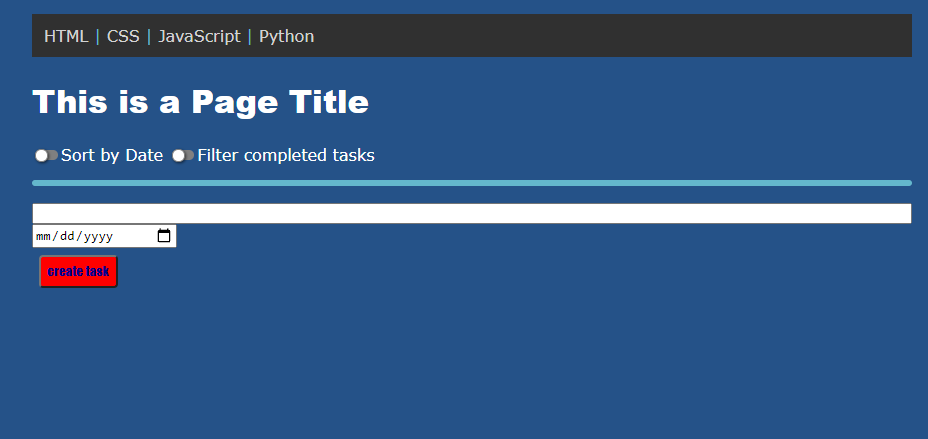 HTML | CSS | JavaScript | Python
This is a Page Title
Sort by Date Filter completed tasks
mm/dd/yyyy
create task